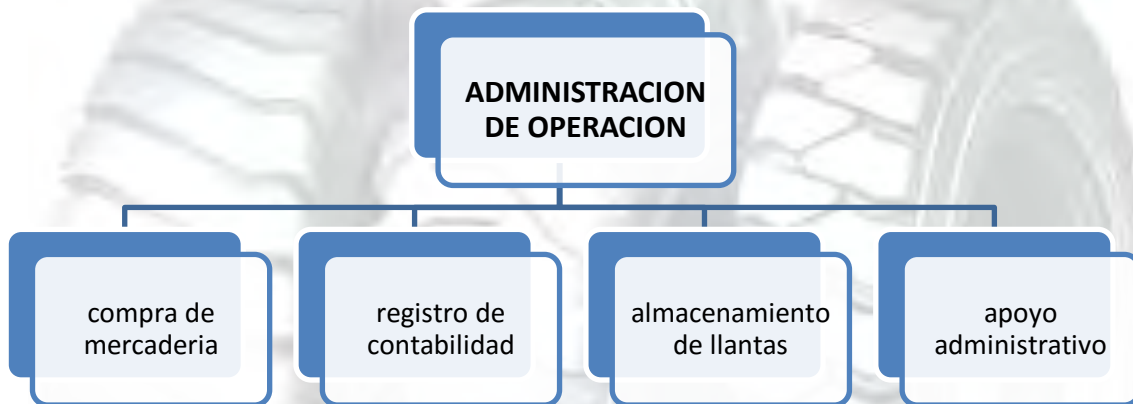 ADMINISTRACION
DE OPERACION
compra de
mercaderia
registro de
contabilidad
almacenamiento
de llantas
apoyo
administrativo